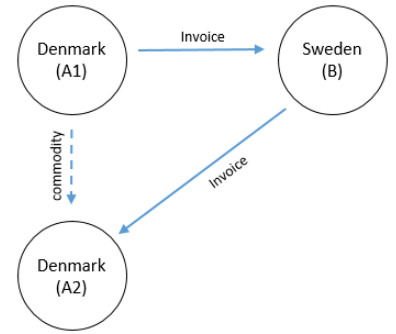 Denmark
(A1)
Invoice
Sweden
(B)
commodity
Invoice
Denmark
(A2)